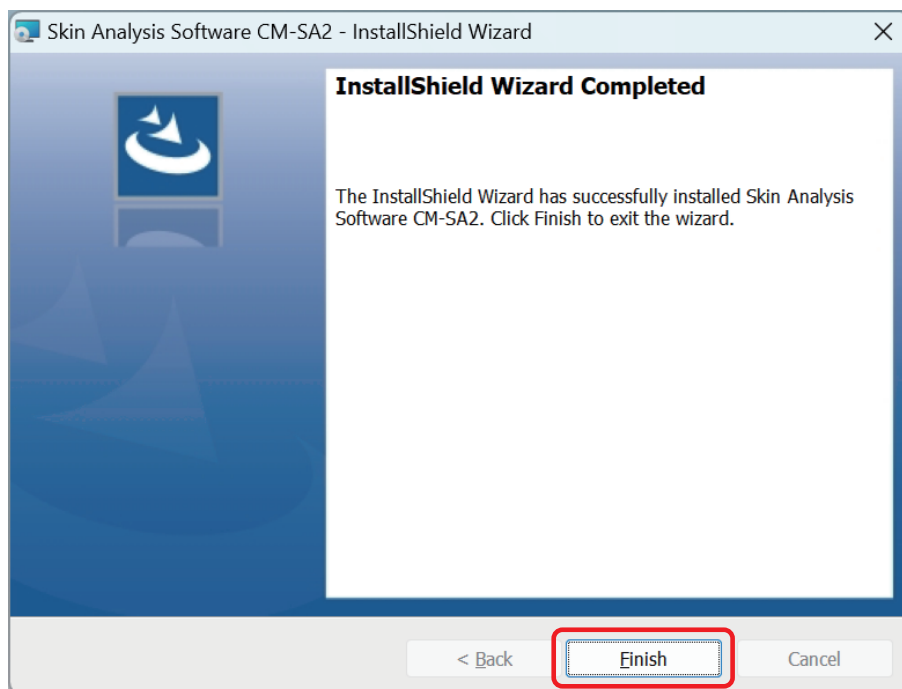 Skin Analysis Software CM-SA2 - InstallShield Wizard
InstallShield Wizard Completed
The InstallShield Wizard has successfully installed Skin Analysis
Software CM-SA2. Click Finish to exit the wizard.
< Back Finish Cancel